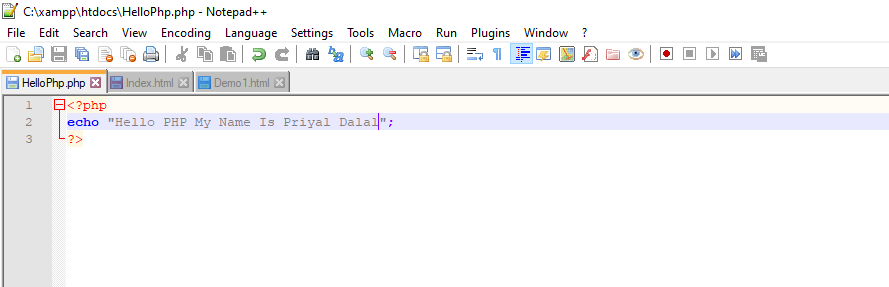 C:\xampp\htdocs\HelloPhp.php - Notepad++
File Edit Search View Encoding Language Settings Tools Macro Run Plugins Window ?
HelloPhp.php Index.html Demo1.html
1 <?php
2 echo "Hello PHP My Name Is Priyal Dalal";
3 ?>